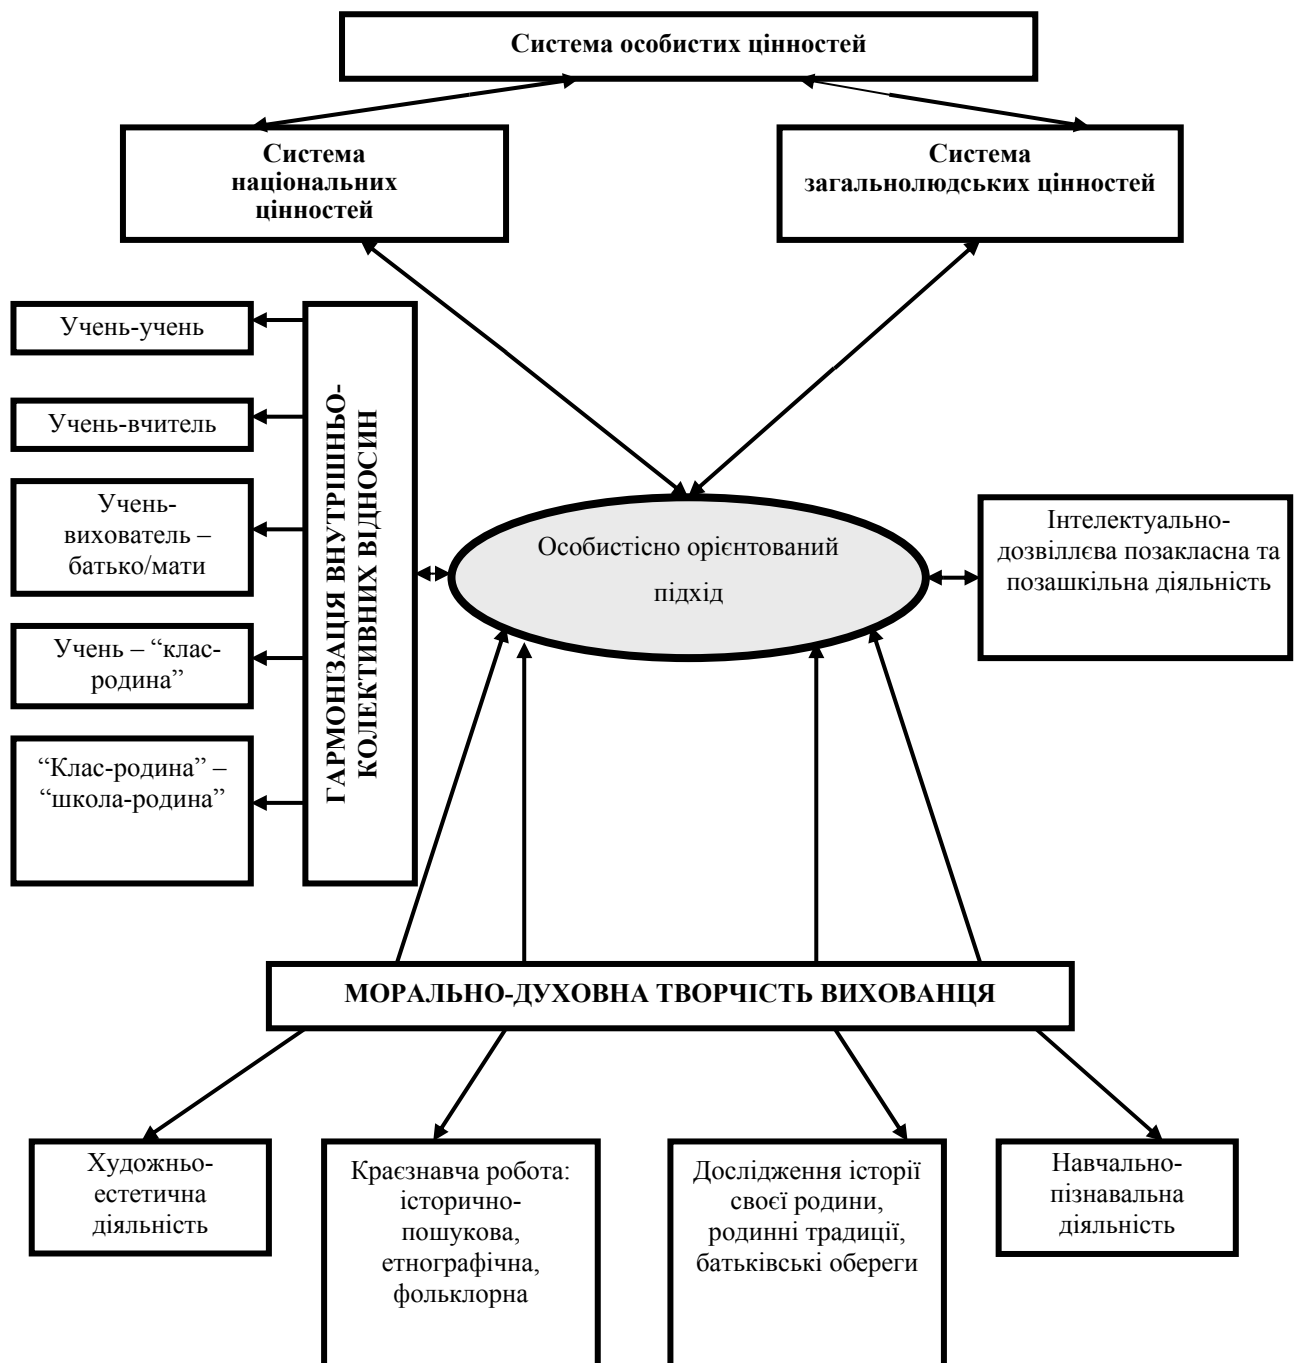 Система особистих цінностей
Система
національних
цінностей
Система
загальнолюдських цінностей
Учень-учень
Учень-вчитель
Учень-
вихователь –
батько/мати
Учень – “клас-
родина”
“Клас-родина” –
“школа-родина”
ГАРМОНІЗАЦІЯ ВНУТРІШНЬО-
КОЛЕКТИВНИХ ВІДНОСИН
Особистісно орієнтований
підхід
Інтелектуально-
дозвіллєва позакласна та
позашкільна діяльність
МОРАЛЬНО-ДУХОВНА ТВОРЧІСТЬ ВИХОВАНЦЯ
Художньо-
естетична
діяльність
Краєзнавча робота:
історично-
пошукова,
етнографічна,
фольклорна
Дослідження історії
своєї родини,
родинні традиції,
батьківські обереги
Навчально-
пізнавальна
діяльність